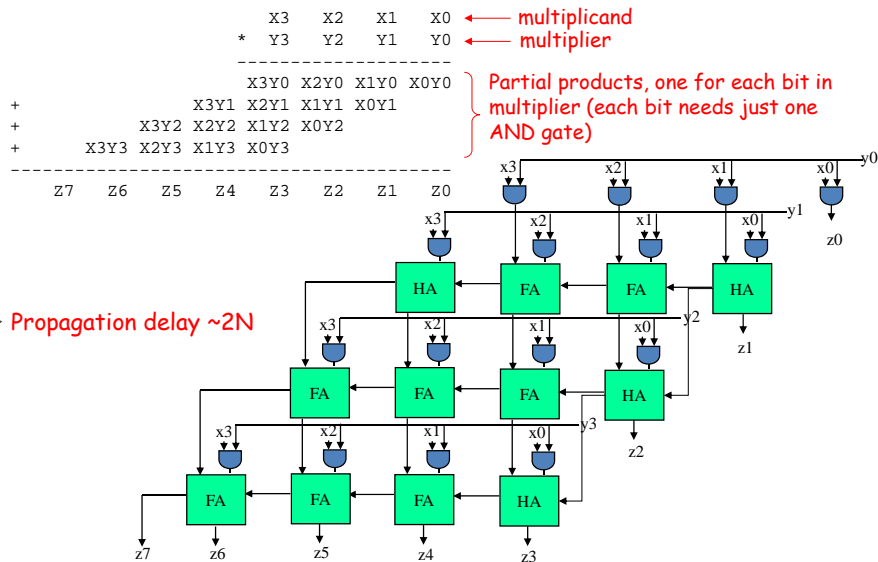 X3 X2 X1 X0 multiplicand
* Y3 Y2 Y1 Y0 multiplier
--------------------
X3Y0 X2Y0 X1Y0 X0Y0
+ X3Y1 X2Y1 X1Y1 X0Y1
+ X3Y2 X2Y2 X1Y2 X0Y2
+ X3Y3 X2Y3 X1Y3 X0Y3
-----------------------------------------
Z7 Z6 Z5 Z4 Z3 Z2 Z1 Z0
Partial products, one for each bit in
multiplier (each bit needs just one
AND gate)
x3 x2 x1 x0 y0
z0
x3 x2 x1 x0 y1
HA FA FA HA
z1
Propagation delay ~2N
x3 x2 x1 x0 y2
FA FA FA HA
z2
x3 x2 x1 x0 y3
FA FA FA HA
z7 z6 z5 z4 z3